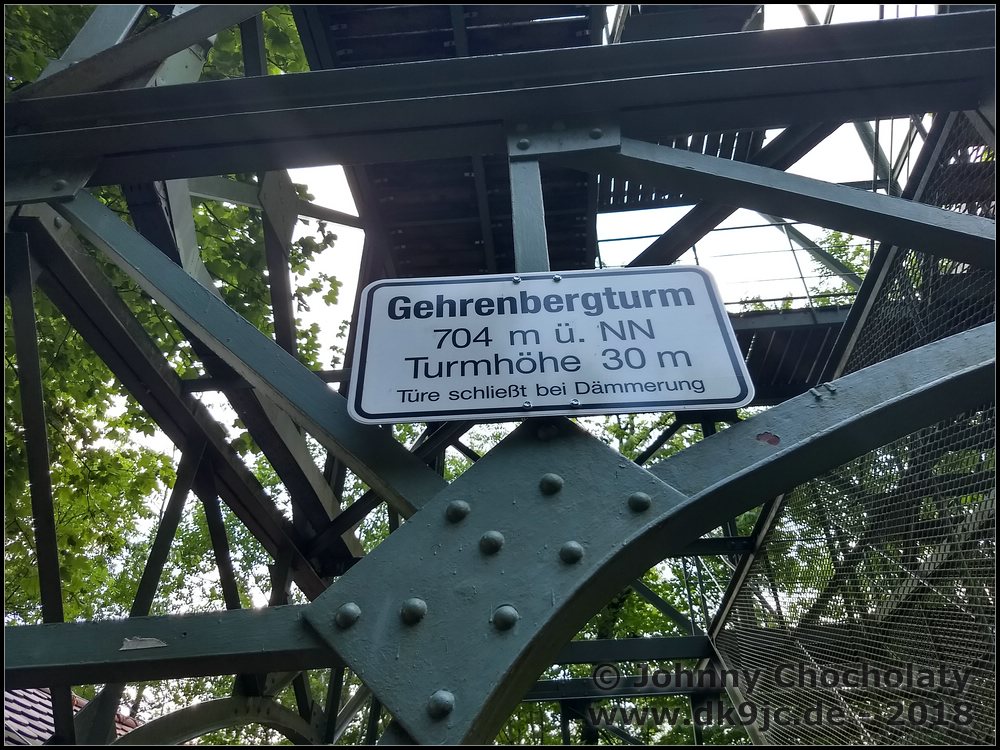 Gehrenbergturm
704 m ü. NN
Turmhöhe 30 m
Türe schließt bei Dämmerung
© Johnny Chocholaty
www.dk9jc.de - 2018